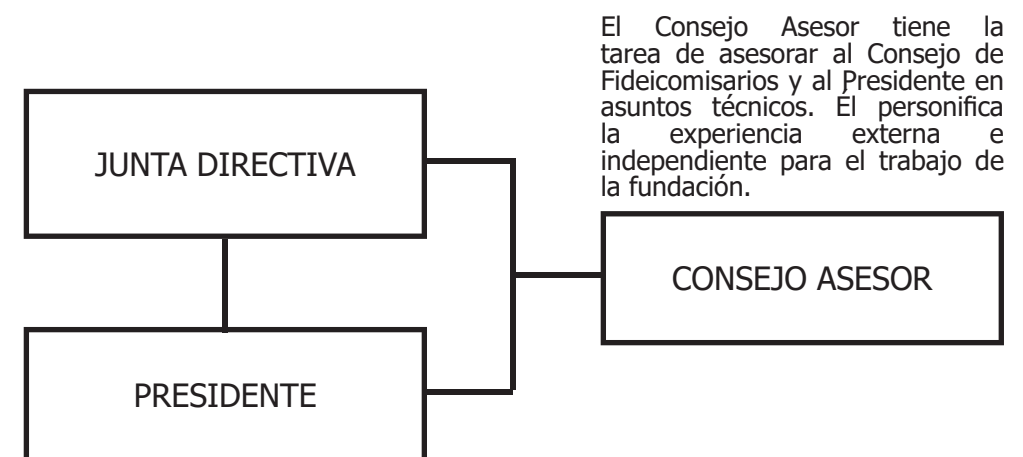 El Consejo Asesor tiene la
tarea de asesorar al Consejo de
Fideicomisarios y al Presidente en
asuntos técnicos. Él personifica
la experiencia externa e
independiente para el trabajo de
la fundación.
JUNTA DIRECTIVA
CONSEJO ASESOR
PRESIDENTE